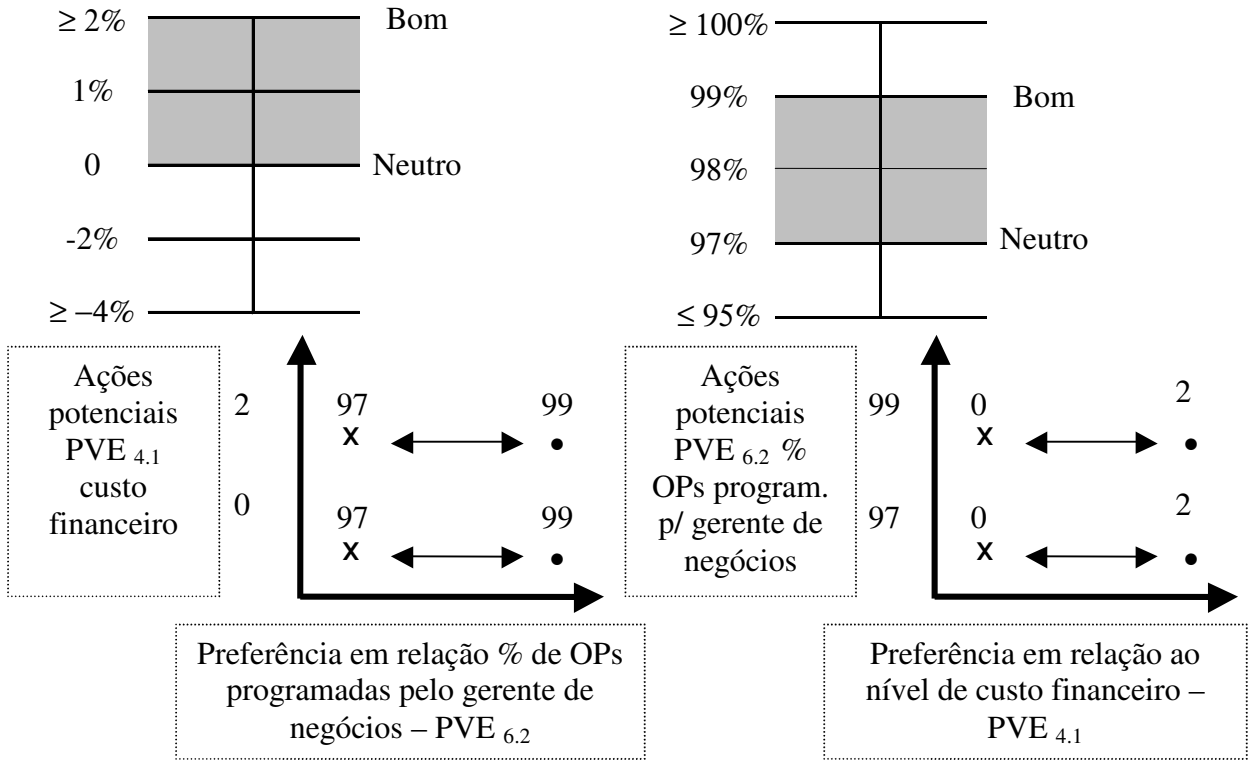 ≥ 2%
Bom
1%
0
Neutro
-2%
≥ –4%
≥ 100%
99%
Bom
98%
97%
Neutro
≤ 95%
Ações
potenciais
PVE 4.1
custo
financeiro
2
97
99
x
•
0
97
99
x
•
Preferência em relação % de OPs
programadas pelo gerente de
negócios – PVE 6.2
Ações
potenciais
PVE 6.2 %
OPs program.
p/ gerente de
negócios
99
0
2
x
•
97
0
2
x
•
Preferência em relação ao
nível de custo financeiro –
PVE 4.1